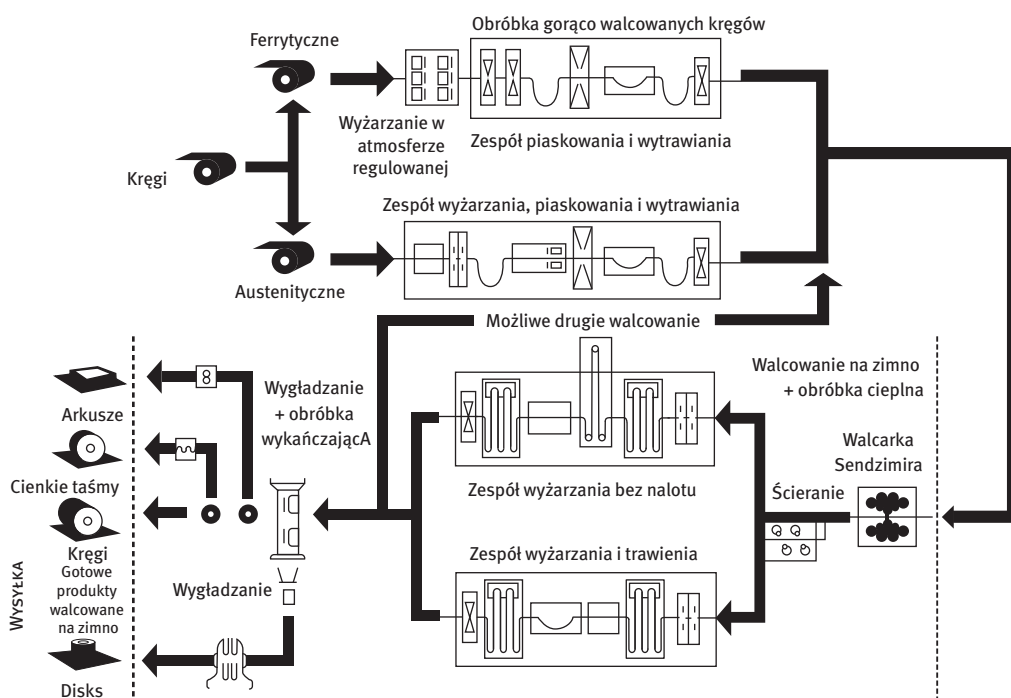 Ferrytyczne
Obróbka gorąco walcowanych kręgów
Wyżarzanie w
atmosferze
regulowanej
Zespół piaskowania i wytrawiania
Kręgi
Zespół wyżarzania, piaskowania i wytrawiania
Austenityczne
Możliwe drugie walcowanie
Walcowanie na zimno
+ obróbka cieplna
Wygładzanie
+ obróbka
wykańczającA
Arkusze
Walcarka
Sendzimira
Ścieranie
Zespół wyżarzania bez nalotu
Cienkie taśmy
Zespół wyżarzania i trawienia
Kręgi
Gotowe
produkty
walcowane
na zimno
WYSYŁKA
Wygładzanie
Disks